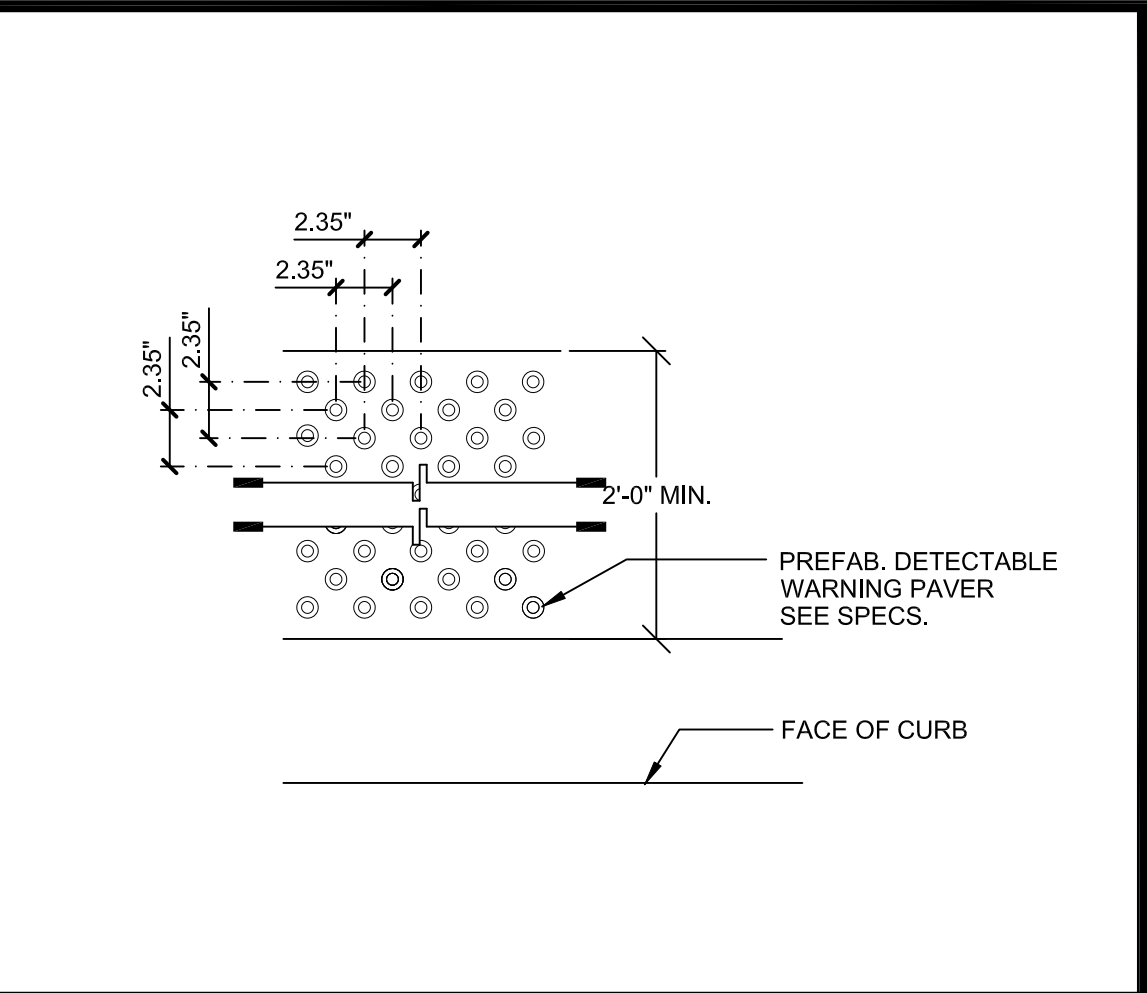 2.35"
2.35"
2.35"
2.35"
2'-0" MIN.
PREFAB. DETECTABLE
WARNING PAVER
SEE SPECS.
FACE OF CURB